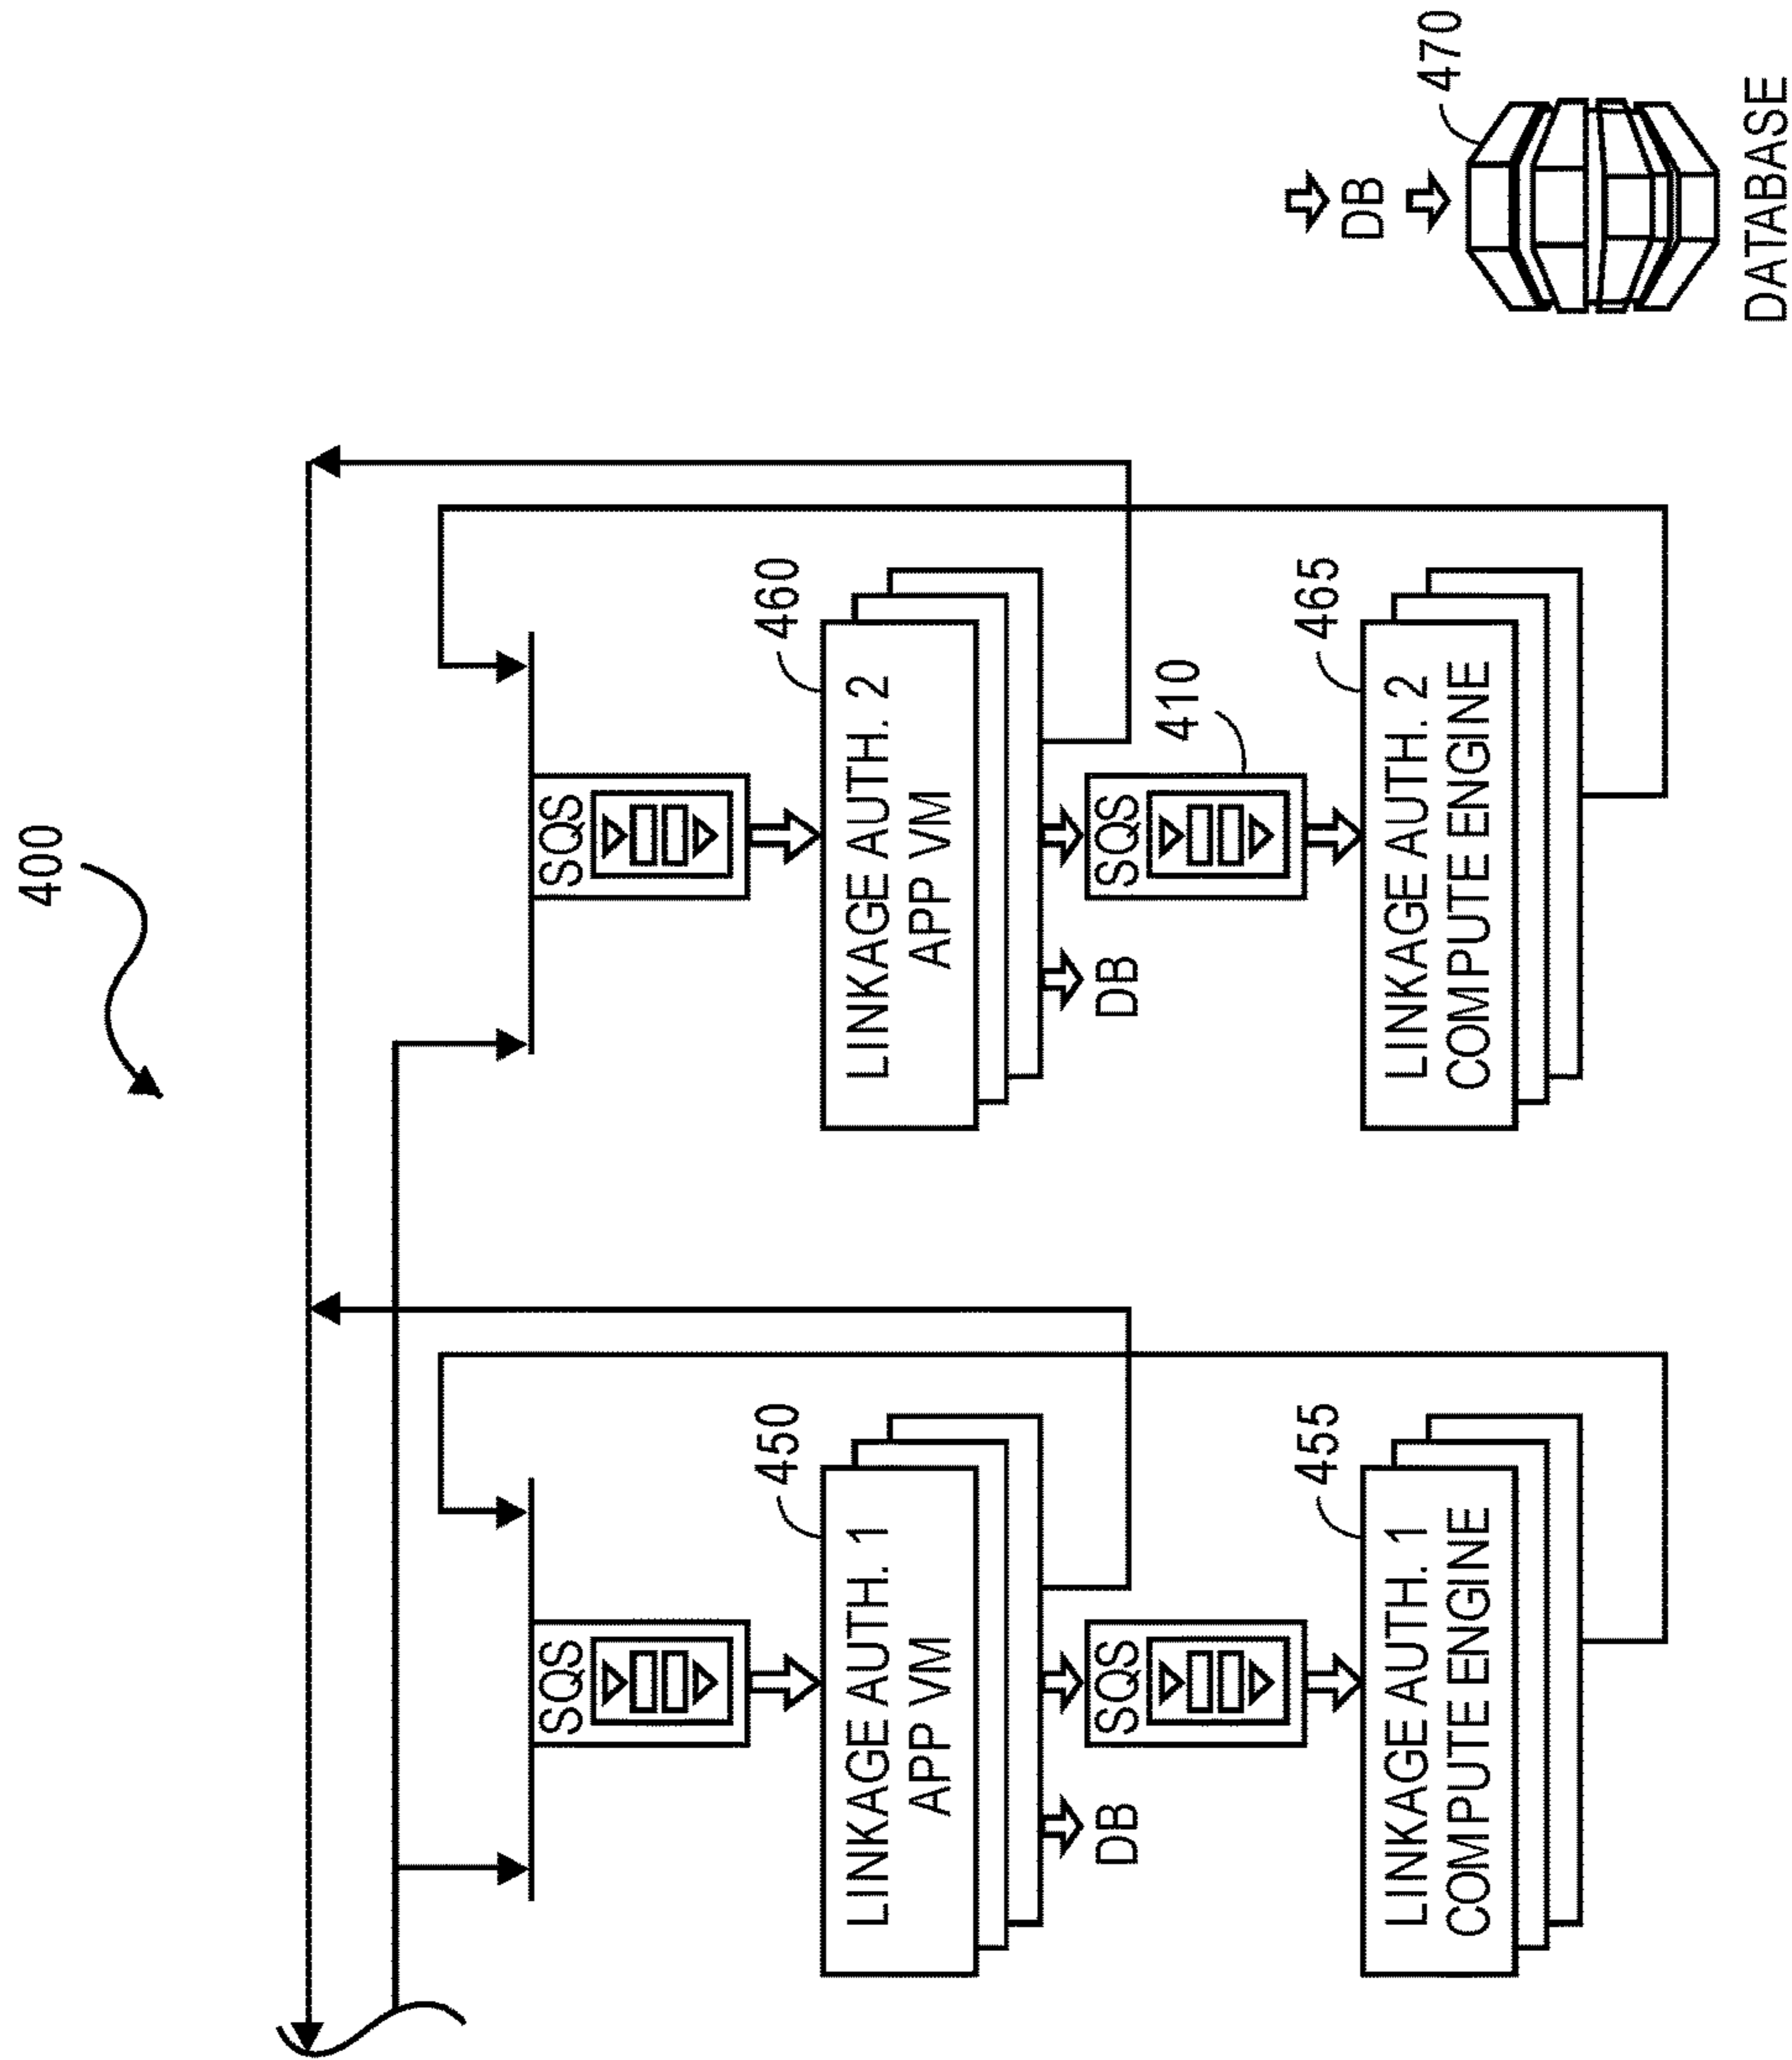 400
SQS
SQS
450
460
LINKAGE AUTH. 1
APP VM
LINKAGE AUTH. 2
APP VM
DB
SQS
DB
SQS
410
DB
455
465
470
LINKAGE AUTH. 1
COMPUTE ENGINE
LINKAGE AUTH. 2
COMPUTE ENGINE
DATABASE